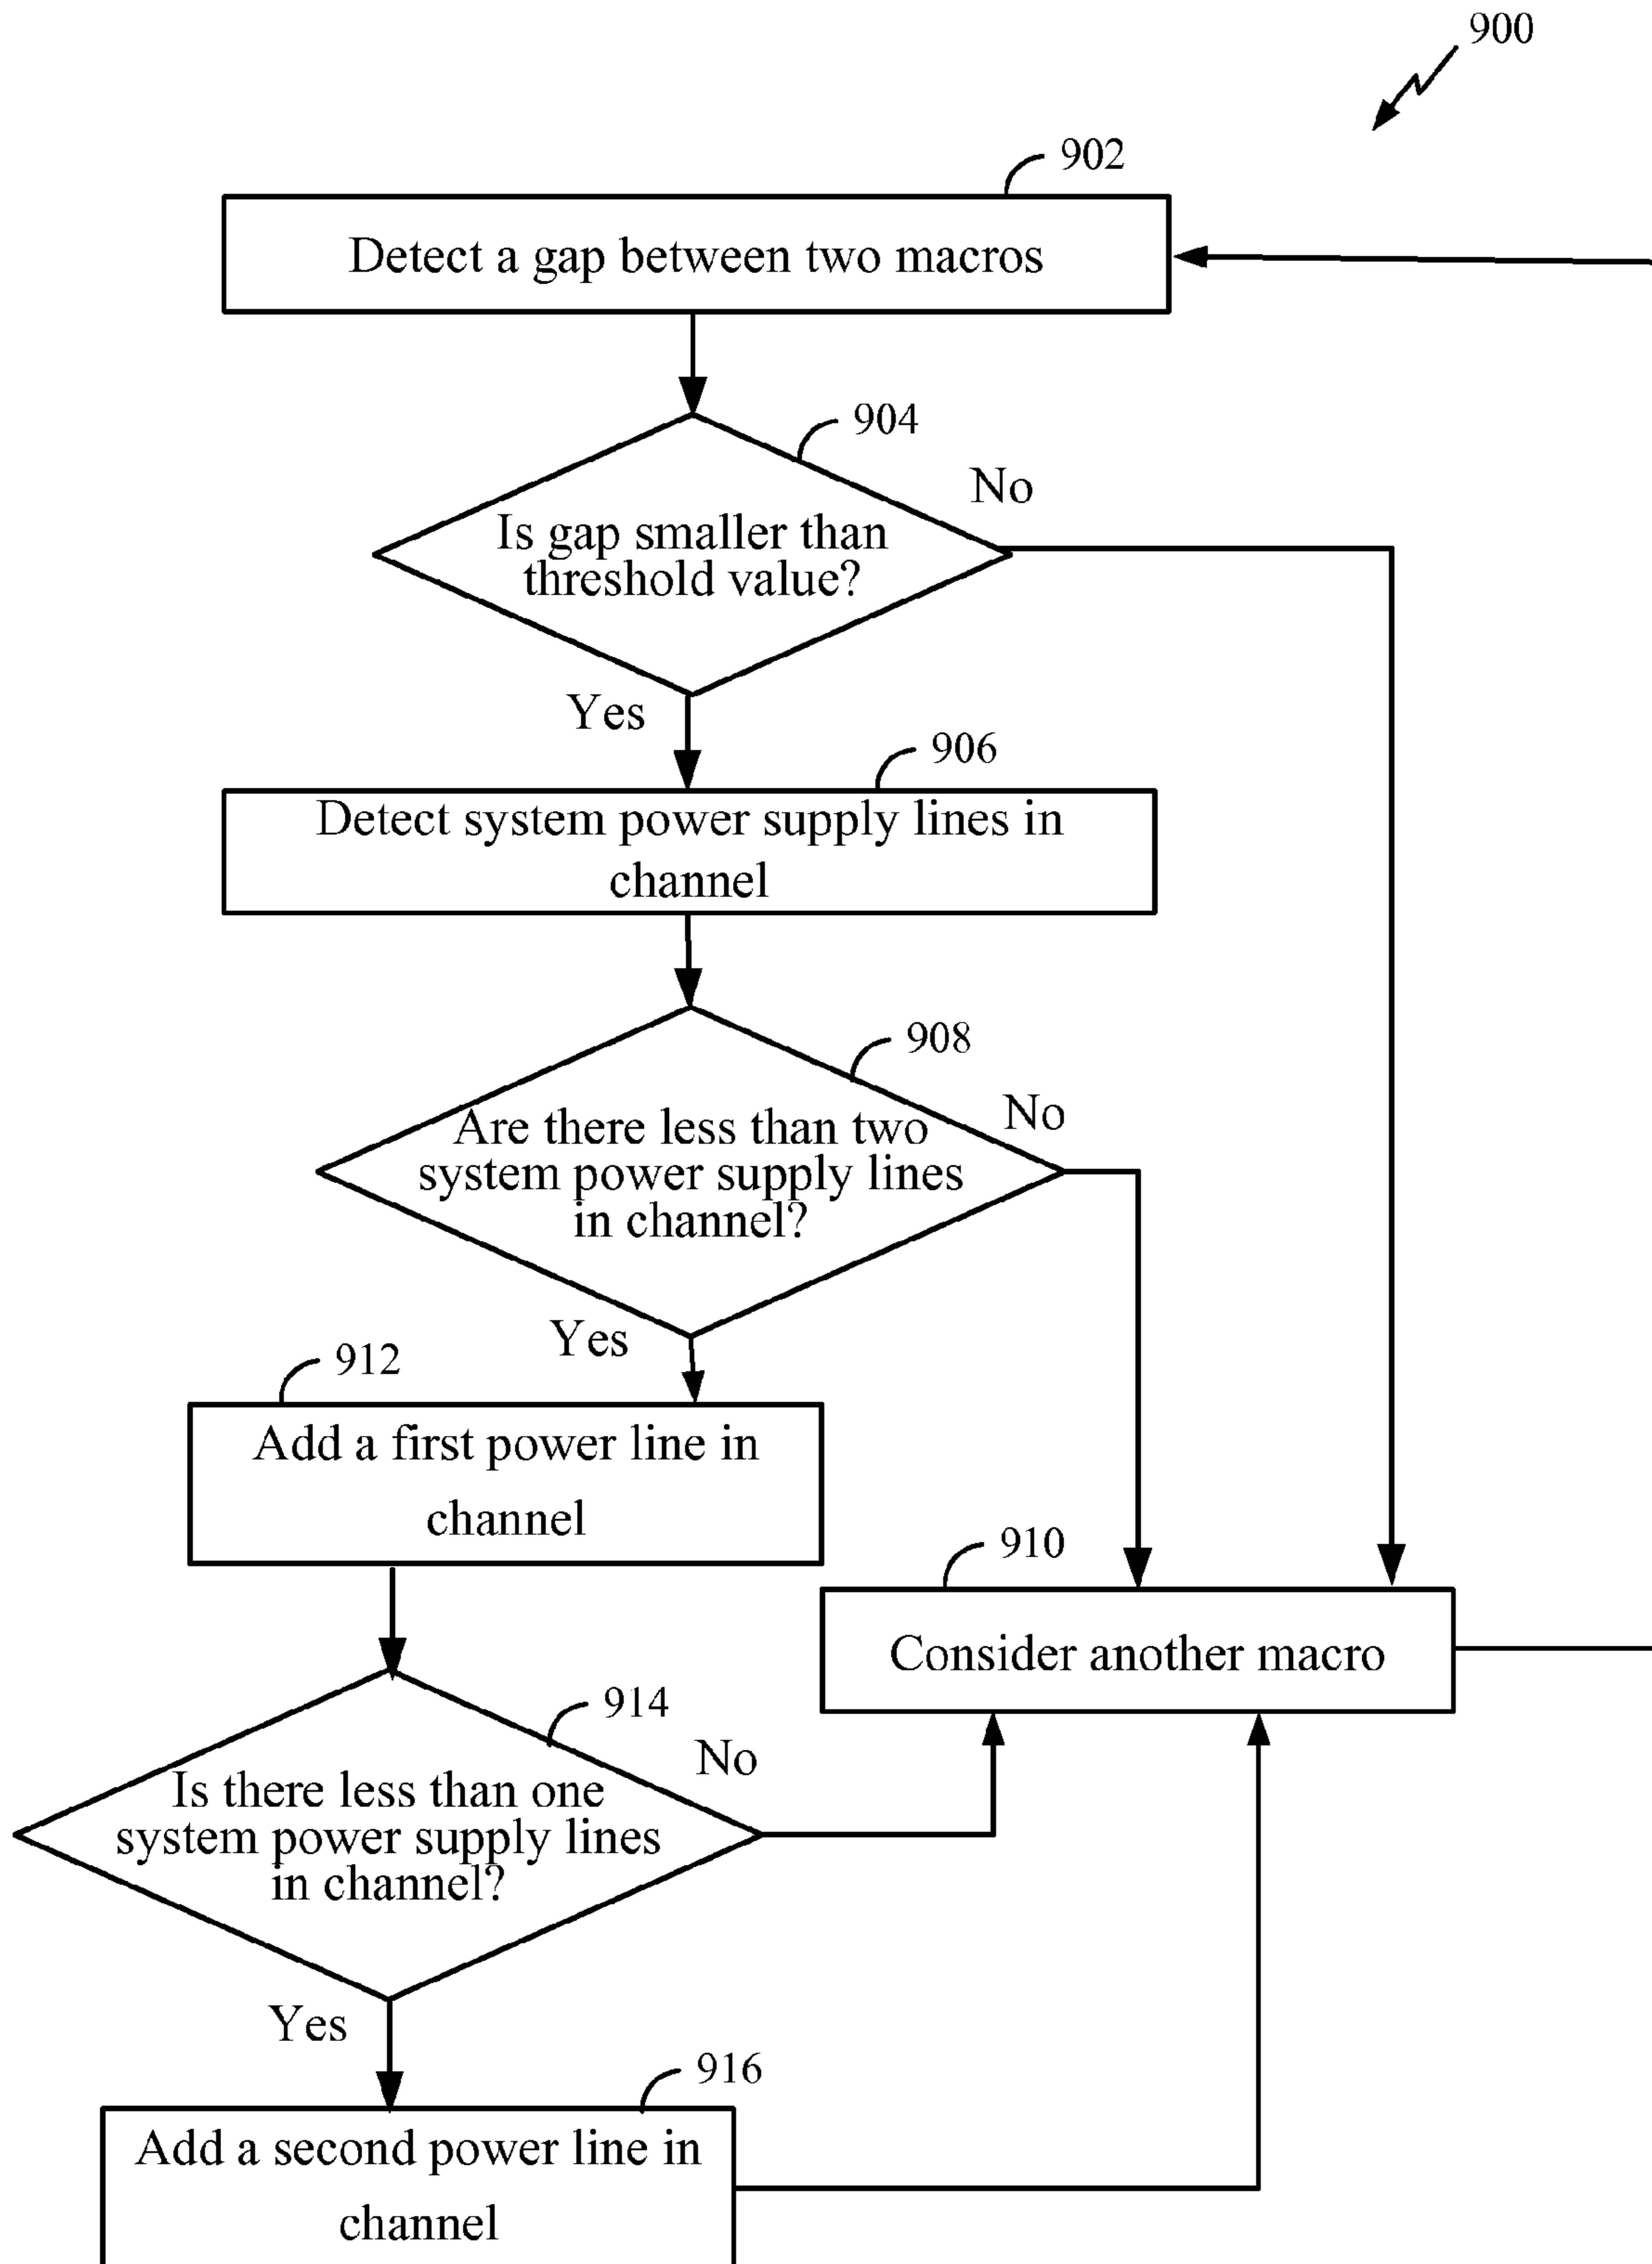 900
902
Detect a gap between two macros
904
No
Is gap smaller than
threshold value?
Yes
906
Detect system power supply lines in
channel
908
No
Are there less than two
system power supply lines
in channel?
Yes
912
Add a first power line in
channel
910
Consider another macro
914
No
Is there less than one
system power supply lines
in channel?
Yes
916
Add a second power line in
channel